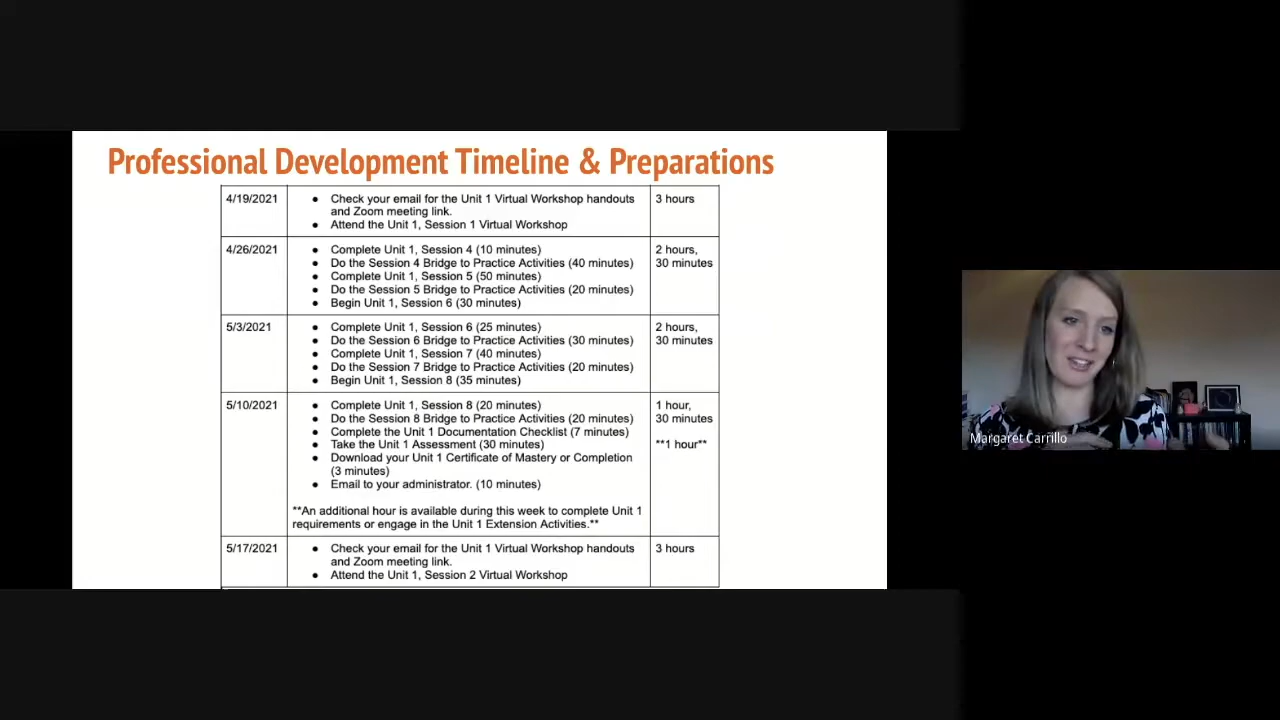 Professional Development Timeline & Preparations
4/19/2021
● Check your email for the Unit 1 Virtual Workshop handouts
and Zoom meeting link.
● Attend the Unit 1, Session 1 Virtual Workshop
3 hours
4/26/2021
● Complete Unit 1, Session 4 (10 minutes)
● Do the Session 4 Bridge to Practice Activities (40 minutes)
● Complete Unit 1, Session 5 (50 minutes)
● Do the Session 5 Bridge to Practice Activities (20 minutes)
● Begin Unit 1, Session 6 (30 minutes)
2 hours,
30 minutes
5/3/2021
● Complete Unit 1, Session 6 (25 minutes)
● Do the Session 6 Bridge to Practice Activities (30 minutes)
● Complete Unit 1, Session 7 (40 minutes)
● Do the Session 7 Bridge to Practice Activities (20 minutes)
● Begin Unit 1, Session 8 (35 minutes)
2 hours,
30 minutes
5/10/2021
● Complete Unit 1, Session 8 (20 minutes)
● Do the Session 8 Bridge to Practice Activities (20 minutes)
● Complete the Unit 1 Documentation Checklist (7 minutes)
● Take the Unit 1 Assessment (30 minutes)
● Download your Unit 1 Certificate of Mastery or Completion
(3 minutes)
● Email to your administrator. (10 minutes)
**An additional hour is available during this week to complete Unit 1
requirements or engage in the Unit 1 Extension Activities.**
1 hour,
30 minutes
**1 hour**
5/17/2021
● Check your email for the Unit 1 Virtual Workshop handouts
and Zoom meeting link.
● Attend the Unit 1, Session 2 Virtual Workshop
3 hours
Margaret Carrillo